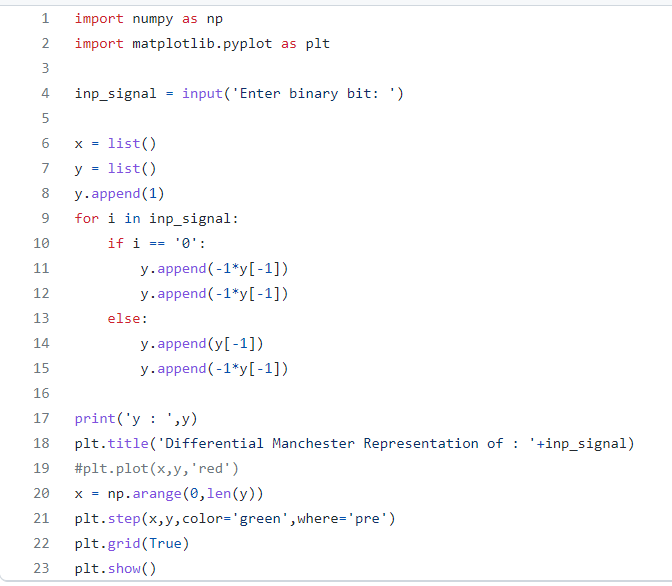 1 import numpy as np
2 import matplotlib.pyplot as plt
3
4 inp_signal = input('Enter binary bit: ')
5
6 x = list()
7 y = list()
8 y.append(1)
9 for i in inp_signal:
10     if i == '0':
11         y.append(-1*y[-1])
12         y.append(-1*y[-1])
13     else:
14         y.append(y[-1])
15         y.append(-1*y[-1])
16
17 print('y : ',y)
18 plt.title('Differential Manchester Representation of : '+inp_signal)
19 #plt.plot(x,y,'red')
20 x = np.arange(0,len(y))
21 plt.step(x,y,color='green',where='pre')
22 plt.grid(True)
23 plt.show()